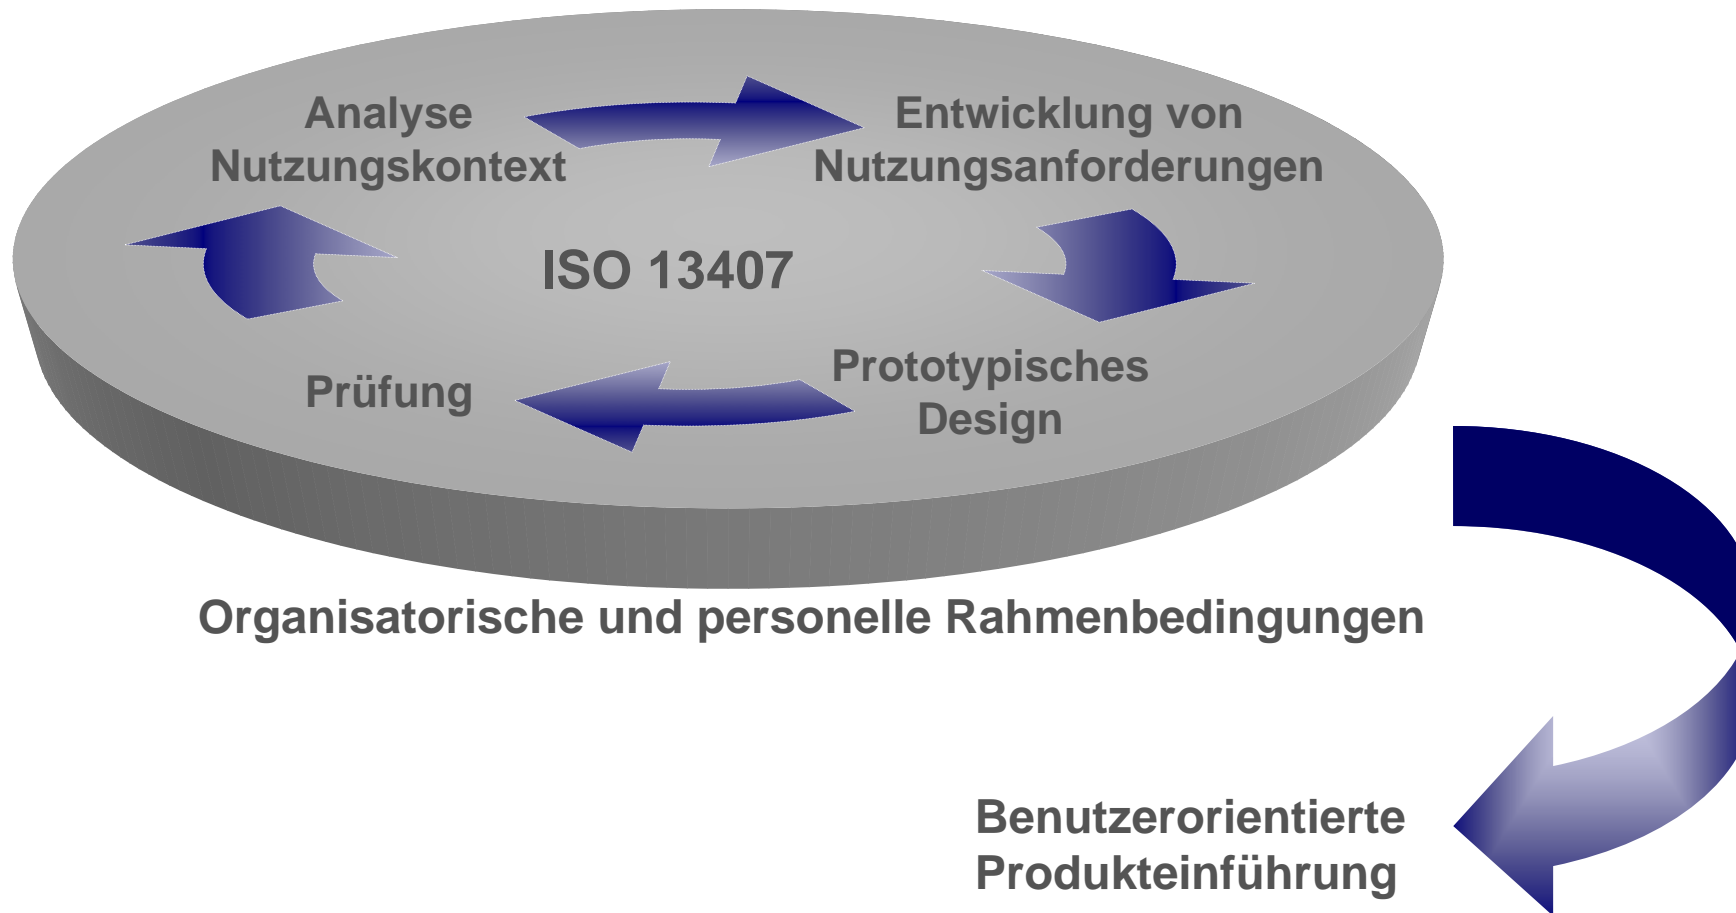 Analyse
Nutzungskontext
Entwicklung von
Nutzungsanforderungen
ISO 13407
Prüfung
Prototypisches
Design
Organisatorische und personelle Rahmenbedingungen
Benutzerorientierte
Produkteinführung